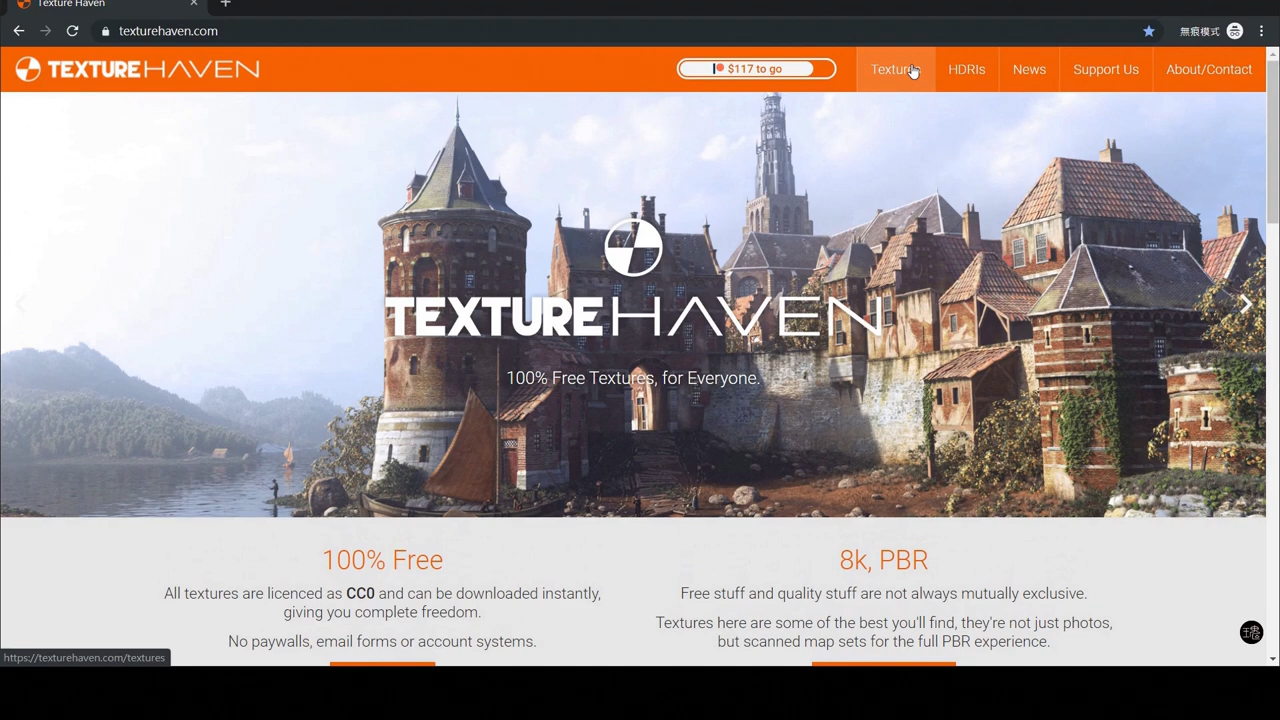 Texture Haven
texturehaven.com
無痕模式
TEXTURE HAVEN
$117 to go
Textures
HDRIs
News
Support Us
About/Contact
TEXTURE HAVEN
100% Free Textures, for Everyone.
100% Free
All textures are licenced as CC0 and can be downloaded instantly,
giving you complete freedom.
No paywalls, email forms or account systems.
8k, PBR
Free stuff and quality stuff are not always mutually exclusive.
Textures here are some of the best you'll find, they're not just photos,
but scanned map sets for the full PBR experience.
https://texturehaven.com/textures